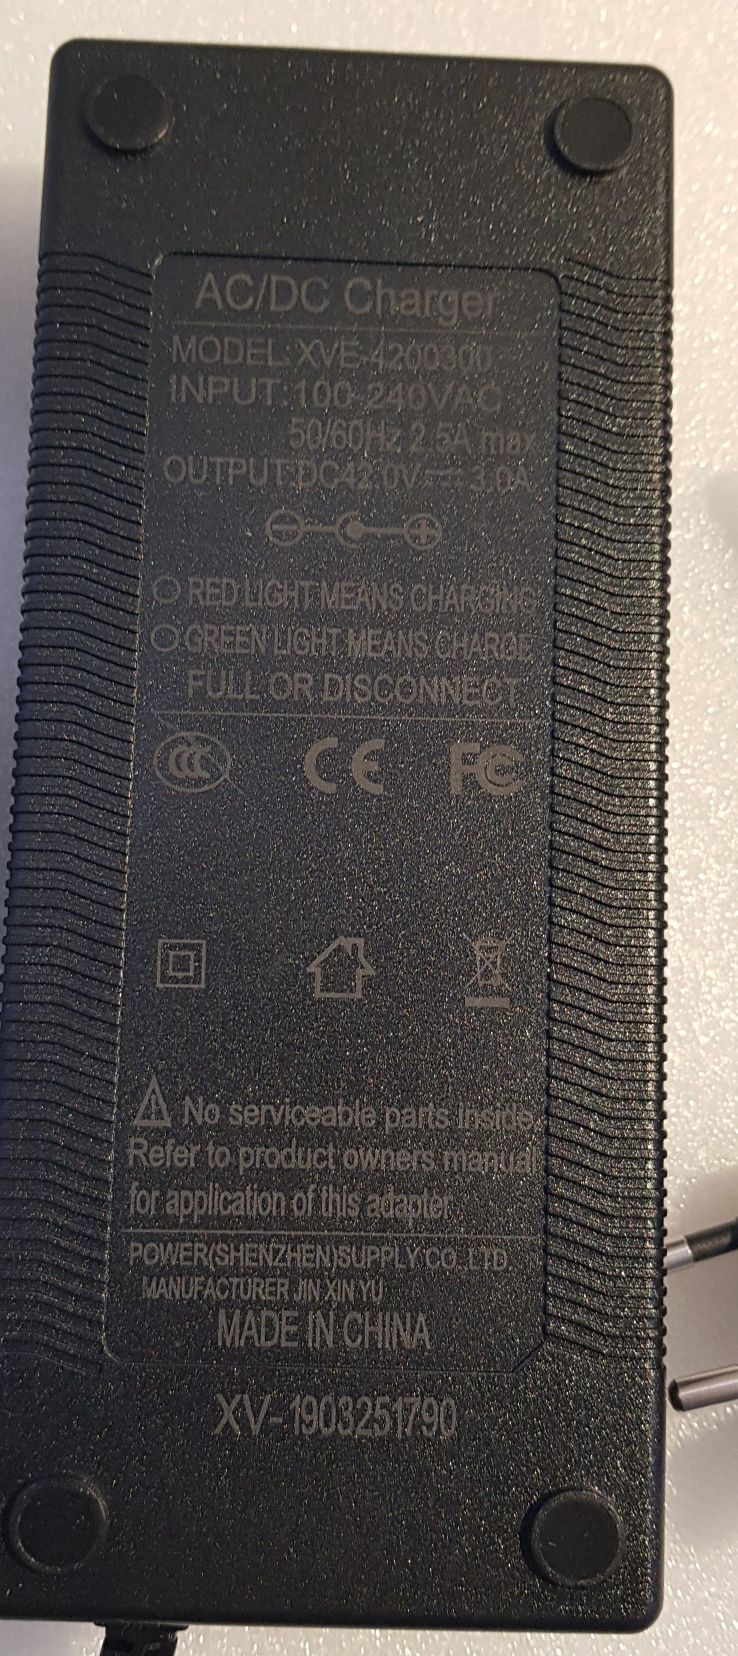 AC/DC Charger
MODEL: XVE-4200300
INPUT: 100-240VAC
50/60Hz 2.5A max
OUTPUT: DC42.0V⎓3.0A
RED LIGHT MEANS CHARGING
GREEN LIGHT MEANS CHARGE
FULL OR DISCONNECT
CCC CE FC
No serviceable parts inside
Refer to product owners manual
for application of this adapter
POWER(SHENZHEN)SUPPLY CO.,LTD.
MANUFACTURER JIN XIN YU
MADE IN CHINA
XV-1903251790